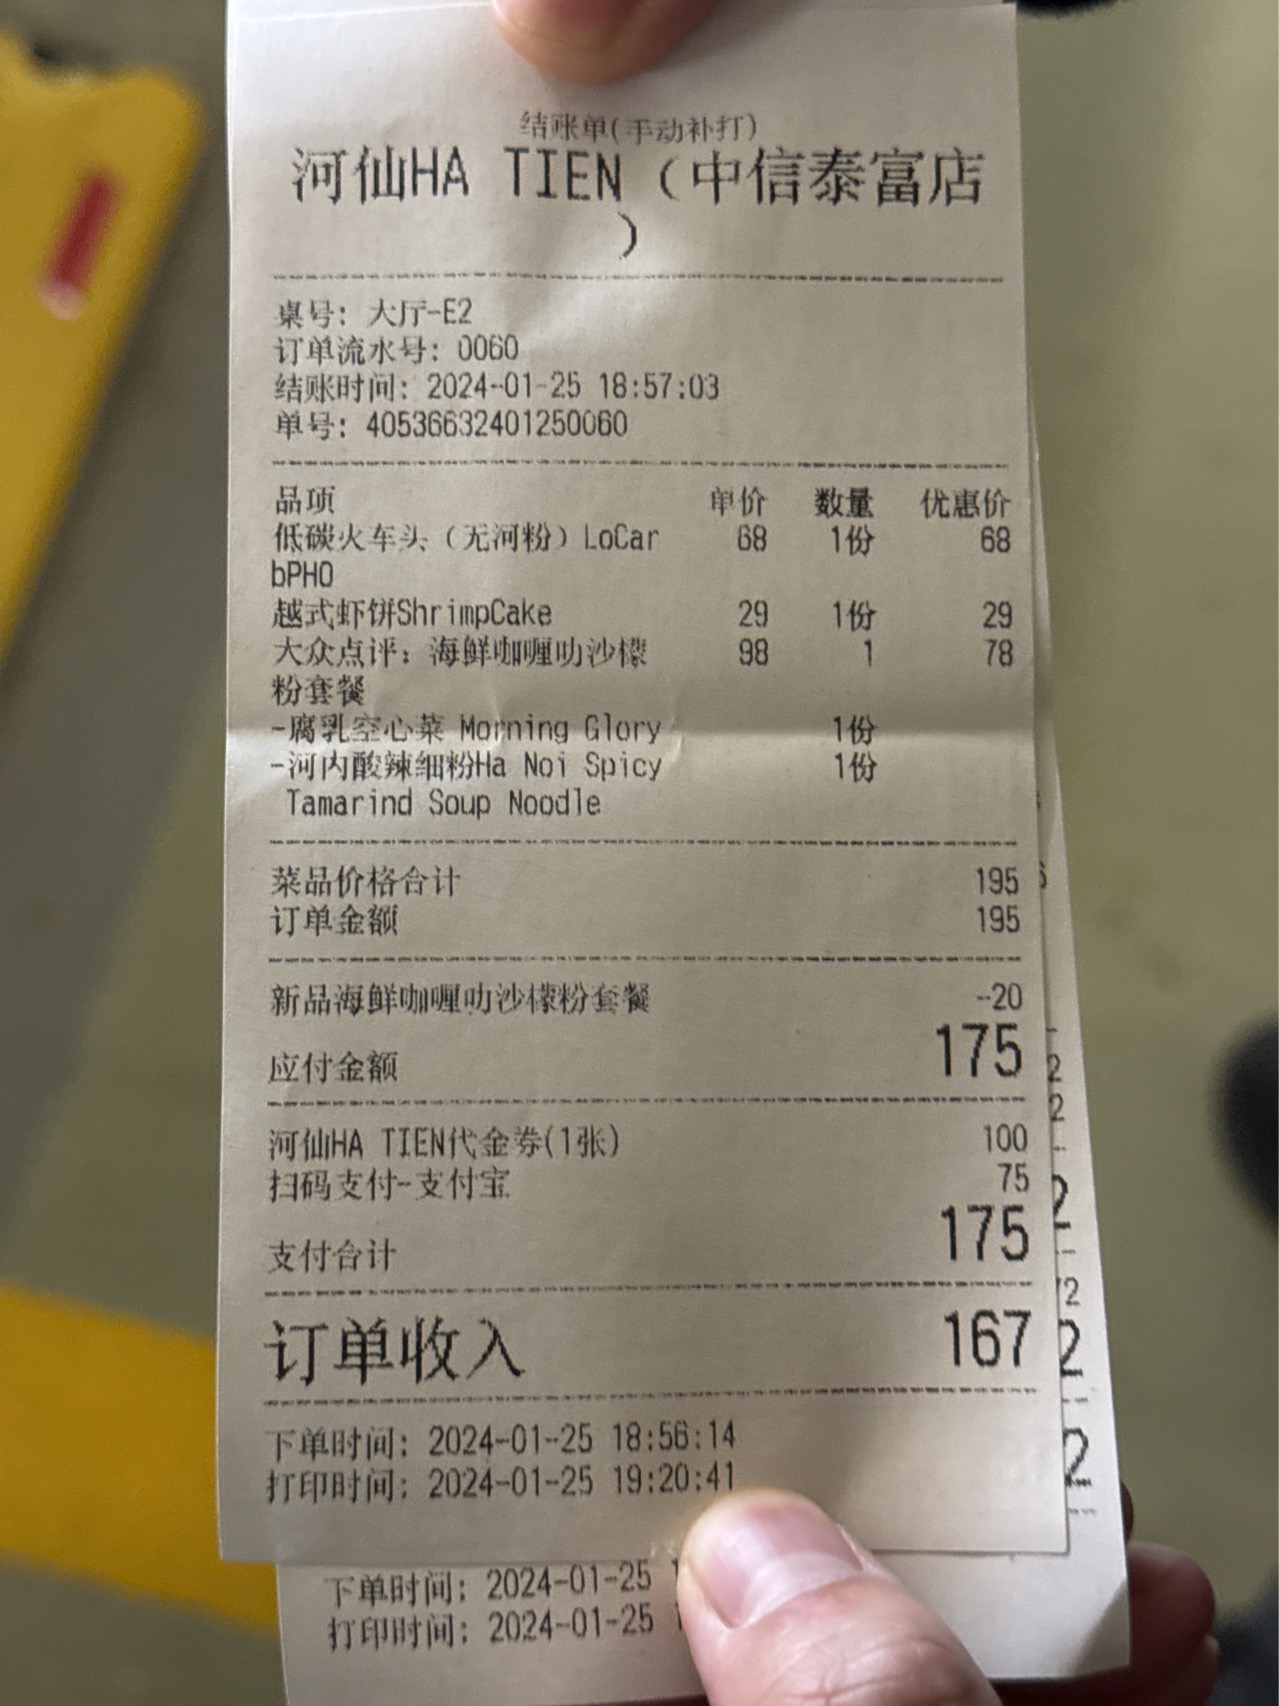 结账单(手动补打)
河仙HA TIEN（中信泰富店
）
桌号: 大厅-E2
订单流水号: 0060
结账时间: 2024-01-25 18:57:03
单号: 40536632401250060
品项 单价 数量 优惠价
低碳火车头（无河粉）LoCar 68 1份 68
bPHO
越式虾饼ShrimpCake 29 1份 29
大众点评: 海鲜咖喱叻沙檬 98 1 78
粉套餐
-腐乳空心菜 Morning Glory 1份
-河内酸辣细粉Ha Noi Spicy 1份
Tamarind Soup Noodle
菜品价格合计 195
订单金额 195
新品海鲜咖喱叻沙檬粉套餐 -20
应付金额 175
河仙HA TIEN代金券(1张) 100
扫码支付-支付宝 75
支付合计 175
订单收入 167
下单时间: 2024-01-25 18:56:14
打印时间: 2024-01-25 19:20:41
下单时间: 2024-01-25
打印时间: 2024-01-25